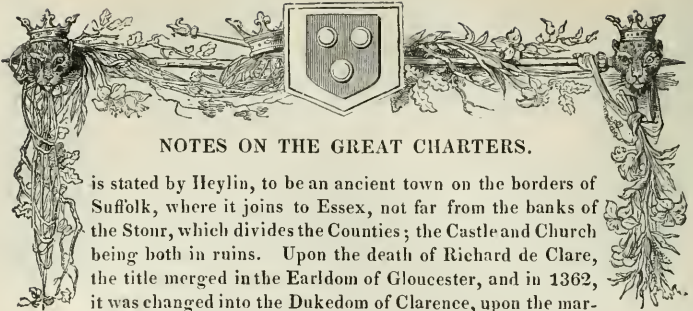 NOTES ON THE GREAT CHARTERS.
is stated by Heylin, to be an ancient town on the borders of
Suffolk, where it joins to Essex, not far from the banks of
the Stour, which divides the Counties; the Castle and Church
being both in ruins. Upon the death of Richard de Clare,
the title merged in the Earldom of Gloucester, and in 1362,
it was changed into the Dukedom of Clarence, upon the mar-